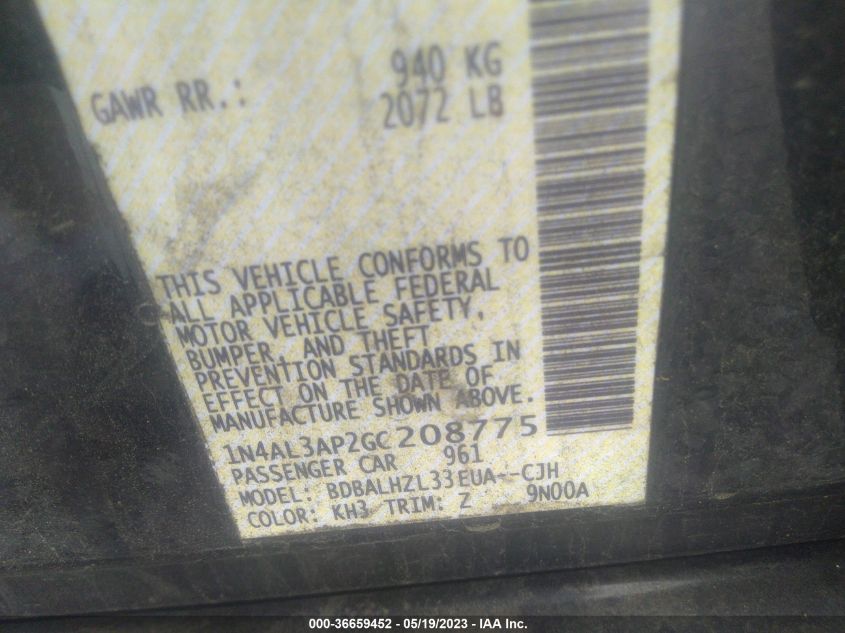 GAWR RR.: 940 KG
2072 LB
THIS VEHICLE CONFORMS TO
ALL APPLICABLE FEDERAL
MOTOR VEHICLE SAFETY,
BUMPER, AND THEFT
PREVENTION STANDARDS IN
EFFECT ON THE DATE OF
MANUFACTURE SHOWN ABOVE.
1N4AL3AP2GC208775
PASSENGER CAR 961
MODEL: BDBALHZL33EUA--CJH
COLOR: KH3 TRIM: Z 9N00A
000-36659452 - 05/19/2023 - IAA Inc.